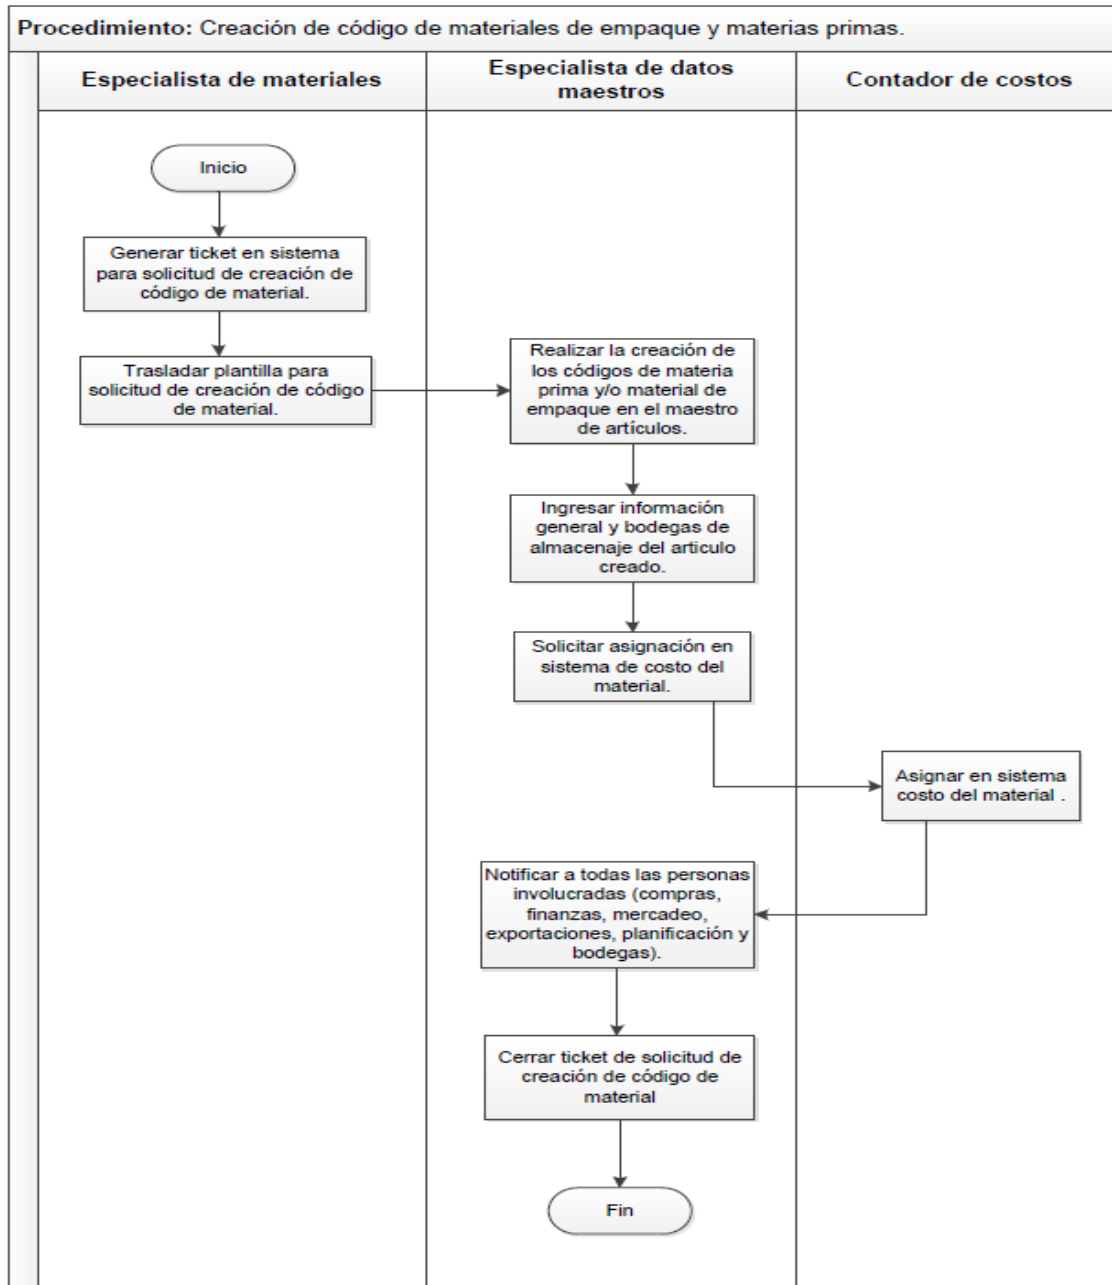 Procedimiento: Creación de código de materiales de empaque y materias primas.
Especialista de materiales
Especialista de datos
maestros
Contador de costos
Inicio
Generar ticket en sistema
para solicitud de creación de
código de material.
Trasladar plantilla para
solicitud de creación de código
de material.
Realizar la creación de
los códigos de materia
prima y/o material de
empaque en el maestro
de artículos.
Ingresar información
general y bodegas de
almacenaje del articulo
creado.
Solicitar asignación en
sistema de costo del
material.
Asignar en sistema
costo del material .
Notificar a todas las personas
involucradas (compras,
finanzas, mercadeo,
exportaciones, planificación y
bodegas).
Cerrar ticket de solicitud de
creación de código de
material
Fin